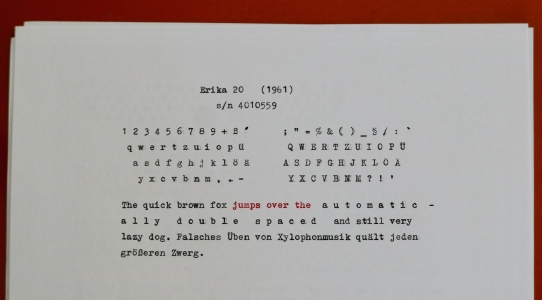 Erika 20 (1961)
s/n 4010559
1 2 3 4 5 6 7 8 9 + ß ´ ; " = % & ( ) _ § / : `
q w e r t z u i o p ü Q W E R T Z U I O P Ü
a s d f g h j k l ö ä A S D F G H J K L Ö Ä
y x c v b n m , . - Y X C V B N M ? ! '
The quick brown fox jumps over the a u t o m a t i c -
a l l y d o u b l e s p a c e d and still very
lazy dog. Falsches Üben von Xylophonmusik quält jeden
größeren Zwerg.